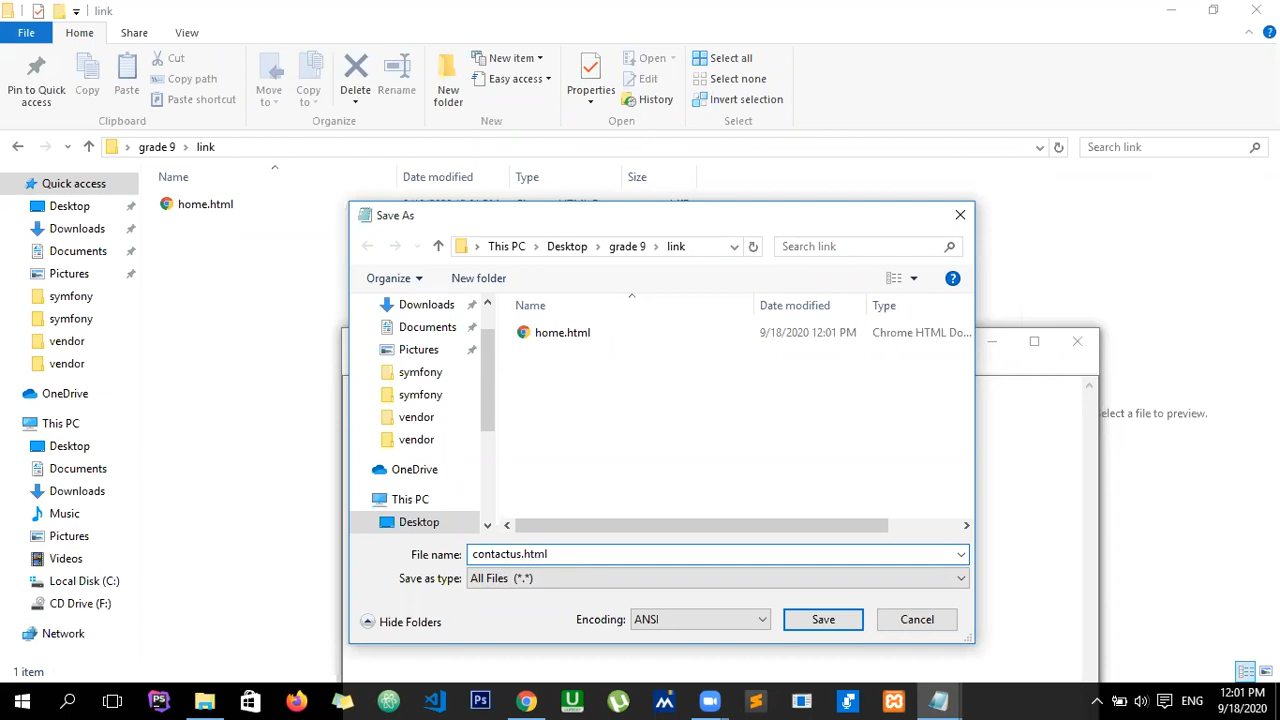 link
File Home Share View
Pin to Quick access
Copy
Paste
Cut
Copy path
Paste shortcut
Clipboard
Move to
Copy to
Delete
Rename
Organize
New folder
New item
Easy access
New
Properties
Open
Edit
History
Open
Select all
Select none
Invert selection
Select
grade 9 link
Search link
Name Date modified Type Size
home.html
Quick access
Desktop
Downloads
Documents
Pictures
symfony
symfony
vendor
vendor
OneDrive
This PC
Desktop
Documents
Downloads
Music
Pictures
Videos
Local Disk (C:)
CD Drive (F:)
Network
1 item
Save As
This PC Desktop grade 9 link
Search link
Organize New folder
Downloads
Documents
Pictures
symfony
symfony
vendor
vendor
OneDrive
This PC
Desktop
Name Date modified Type
home.html 9/18/2020 12:01 PM Chrome HTML Do...
File name: contactus.html
Save as type: All Files (*.*)
Hide Folders
Encoding: ANSI
Save Cancel
Select a file to preview.
ENG
12:01 PM
9/18/2020